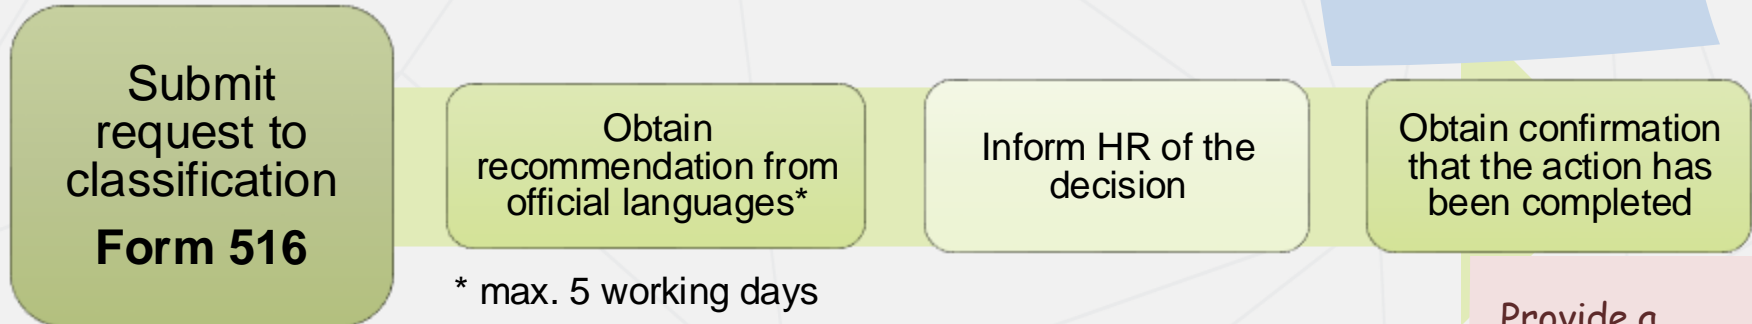 Submit
request to
classification
Form 516
Obtain
recommendation from
official languages*
* max. 5 working days
Inform HR of the
decision
Obtain confirmation
that the action has
been completed
Provide a